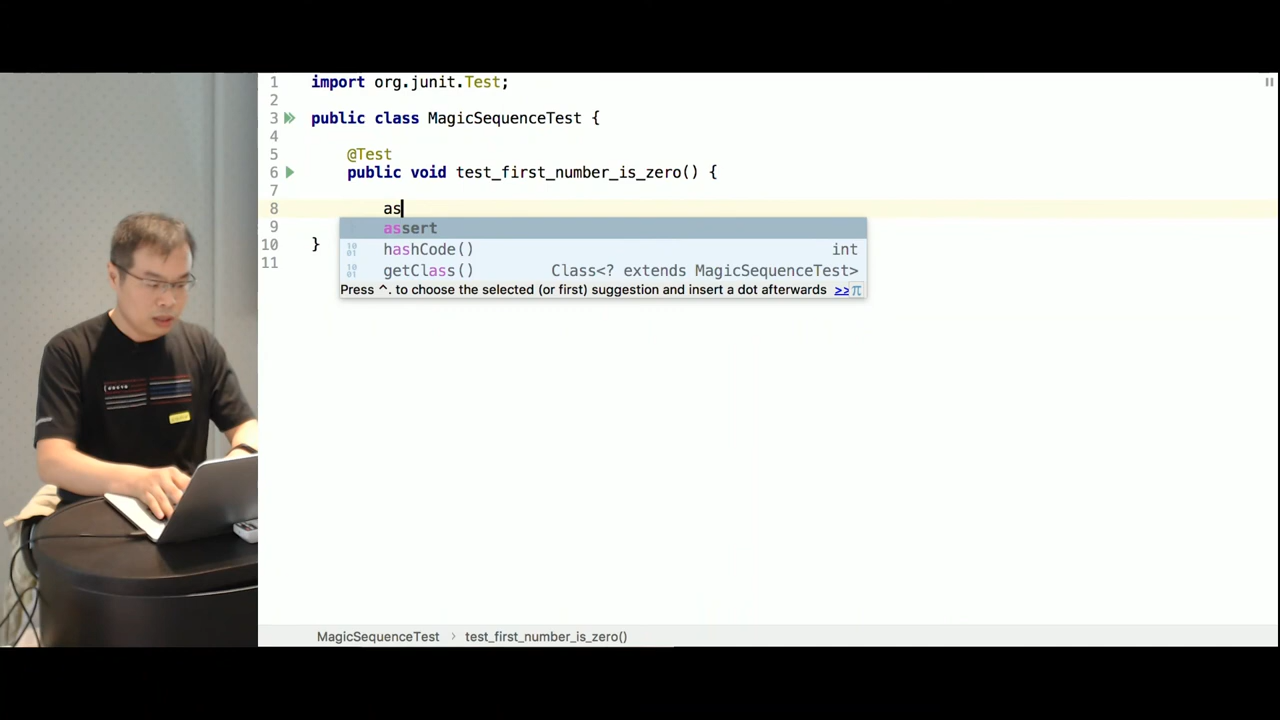 1 import org.junit.Test;
2
3 public class MagicSequenceTest {
4
5 @Test
6 public void test_first_number_is_zero() {
7
8 as
9 assert
hashCode() int
10 }
getClass() Class<? extends MagicSequenceTest>
11
Press ^. to choose the selected (or first) suggestion and insert a dot afterwards >> π
MagicSequenceTest > test_first_number_is_zero()